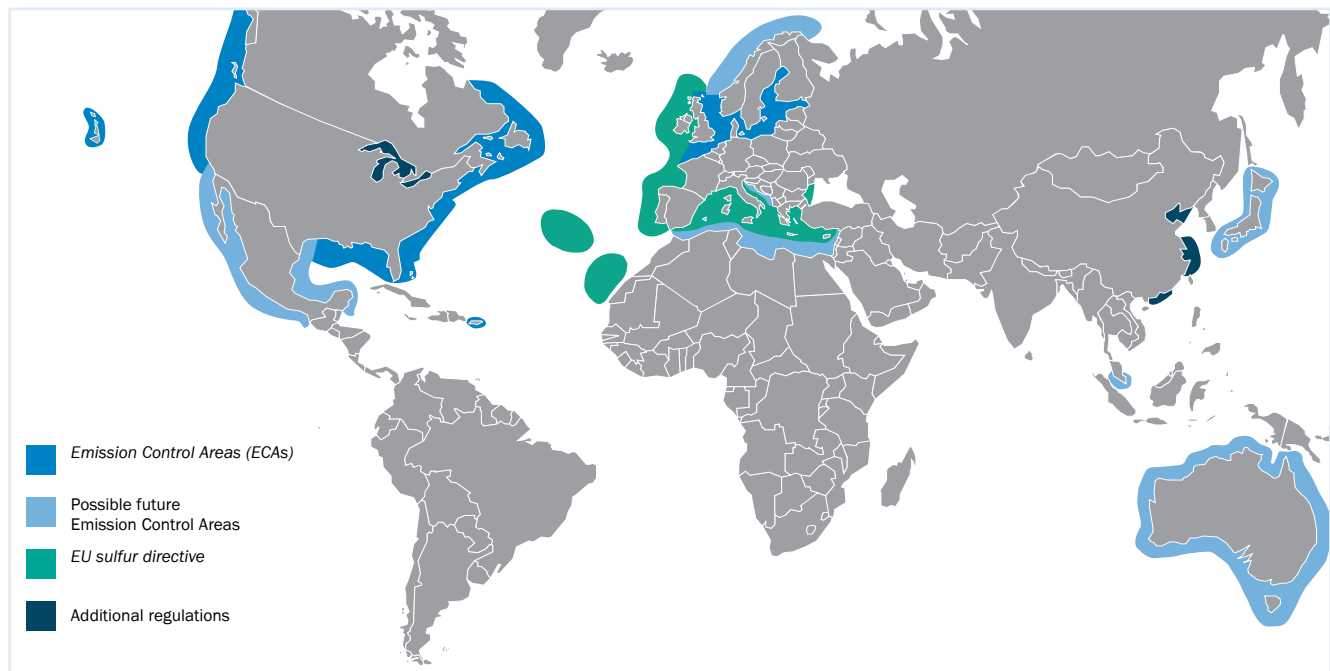 Emission Control Areas (ECAs)
Possible future
Emission Control Areas
EU sulfur directive
Additional regulations